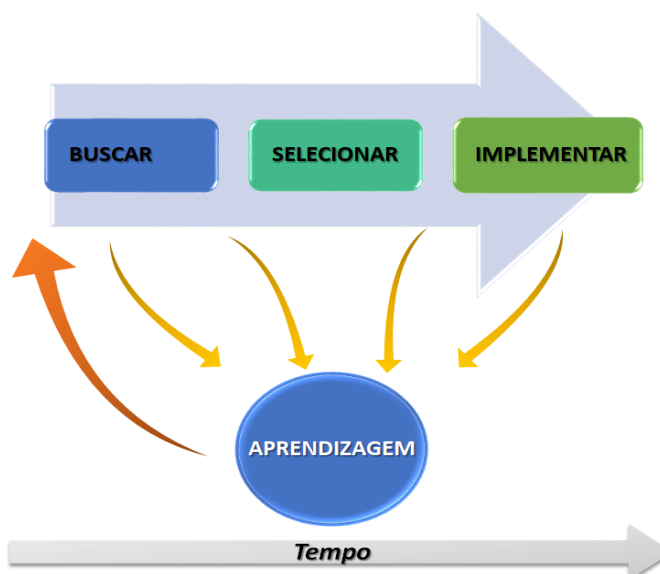 BUSCAR
SELECIONAR
IMPLEMENTAR
APRENDIZAGEM
Tempo